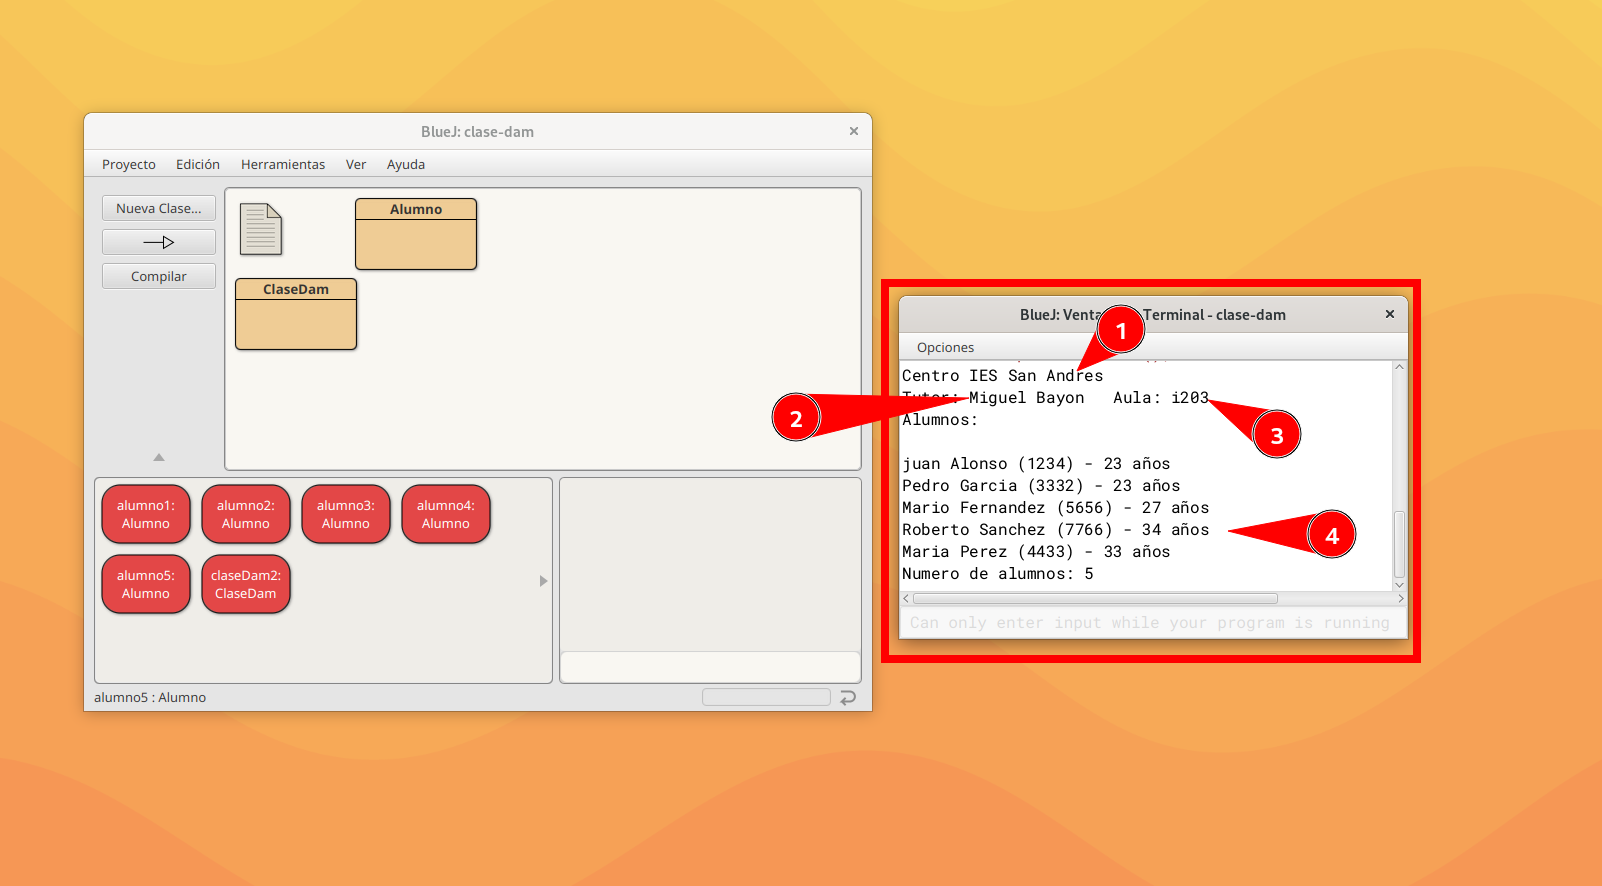 BlueJ: clase-dam
Proyecto Edición Herramientas Ver Ayuda
Nueva Clase...
Compilar
Alumno
ClaseDam
alumno1:
Alumno
alumno2:
Alumno
alumno3:
Alumno
alumno4:
Alumno
alumno5:
Alumno
claseDam2:
ClaseDam
alumno5 : Alumno
BlueJ: Venta Terminal - clase-dam
Opciones
Centro IES San Andres
Tutor: Miguel Bayon Aula: i203
Alumnos:
juan Alonso (1234) - 23 años
Pedro Garcia (3332) - 23 años
Mario Fernandez (5656) - 27 años
Roberto Sanchez (7766) - 34 años
Maria Perez (4433) - 33 años
Numero de alumnos: 5
Can only enter input while your program is running
1
2
3
4